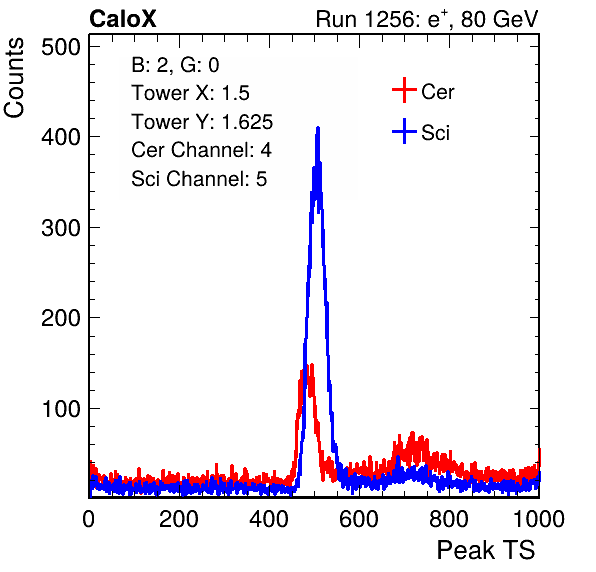 CaloX Run 1256: e⁺, 80 GeV
Counts
500
400
300
200
100
B: 2, G: 0
Tower X: 1.5
Tower Y: 1.625
Cer Channel: 4
Sci Channel: 5
Cer
Sci
0 200 400 600 800 1000
Peak TS